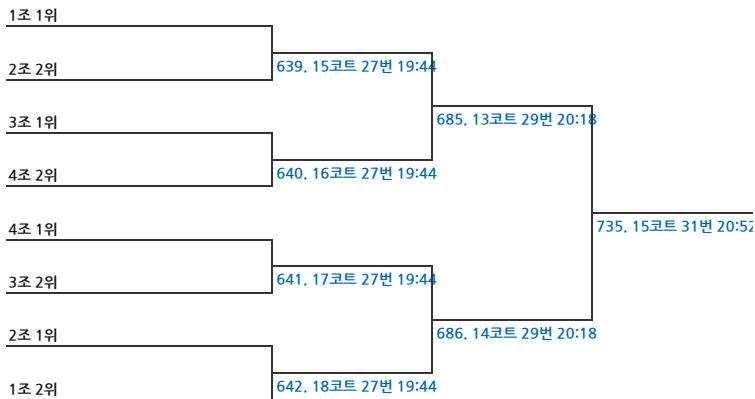 1조 1위
639. 15코트 27번 19:44
2조 2위
685. 13코트 29번 20:18
3조 1위
640. 16코트 27번 19:44
4조 2위
735. 15코트 31번 20:52
4조 1위
641. 17코트 27번 19:44
3조 2위
686. 14코트 29번 20:18
2조 1위
642. 18코트 27번 19:44
1조 2위